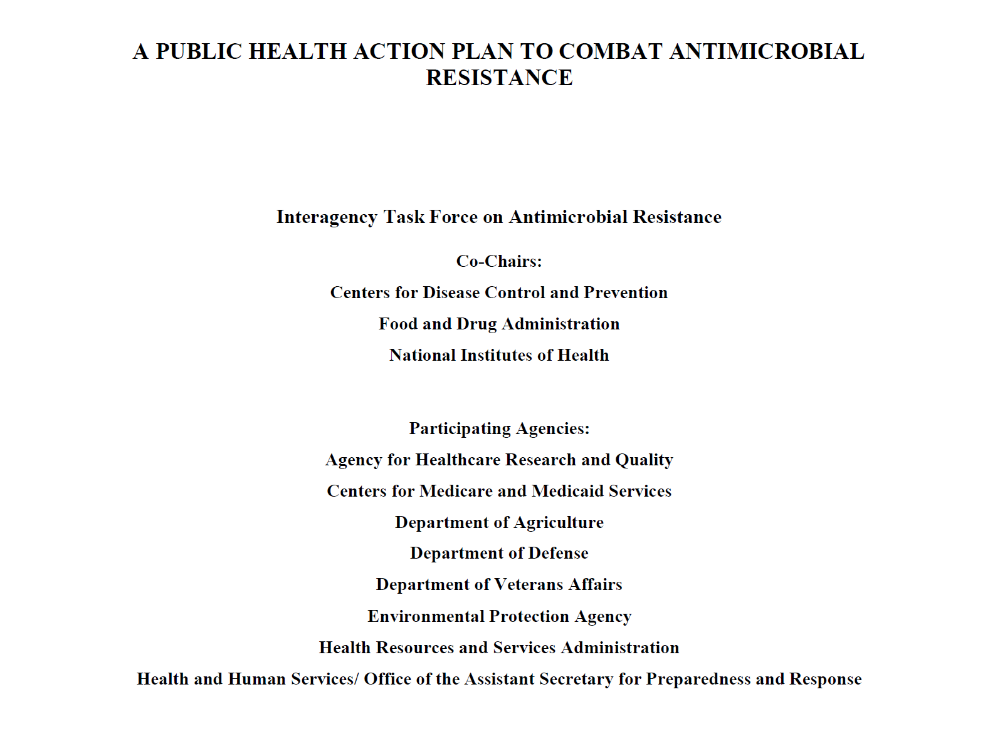 A PUBLIC HEALTH ACTION PLAN TO COMBAT ANTIMICROBIAL
RESISTANCE
Interagency Task Force on Antimicrobial Resistance
Co-Chairs:
Centers for Disease Control and Prevention
Food and Drug Administration
National Institutes of Health
Participating Agencies:
Agency for Healthcare Research and Quality
Centers for Medicare and Medicaid Services
Department of Agriculture
Department of Defense
Department of Veterans Affairs
Environmental Protection Agency
Health Resources and Services Administration
Health and Human Services/ Office of the Assistant Secretary for Preparedness and Response